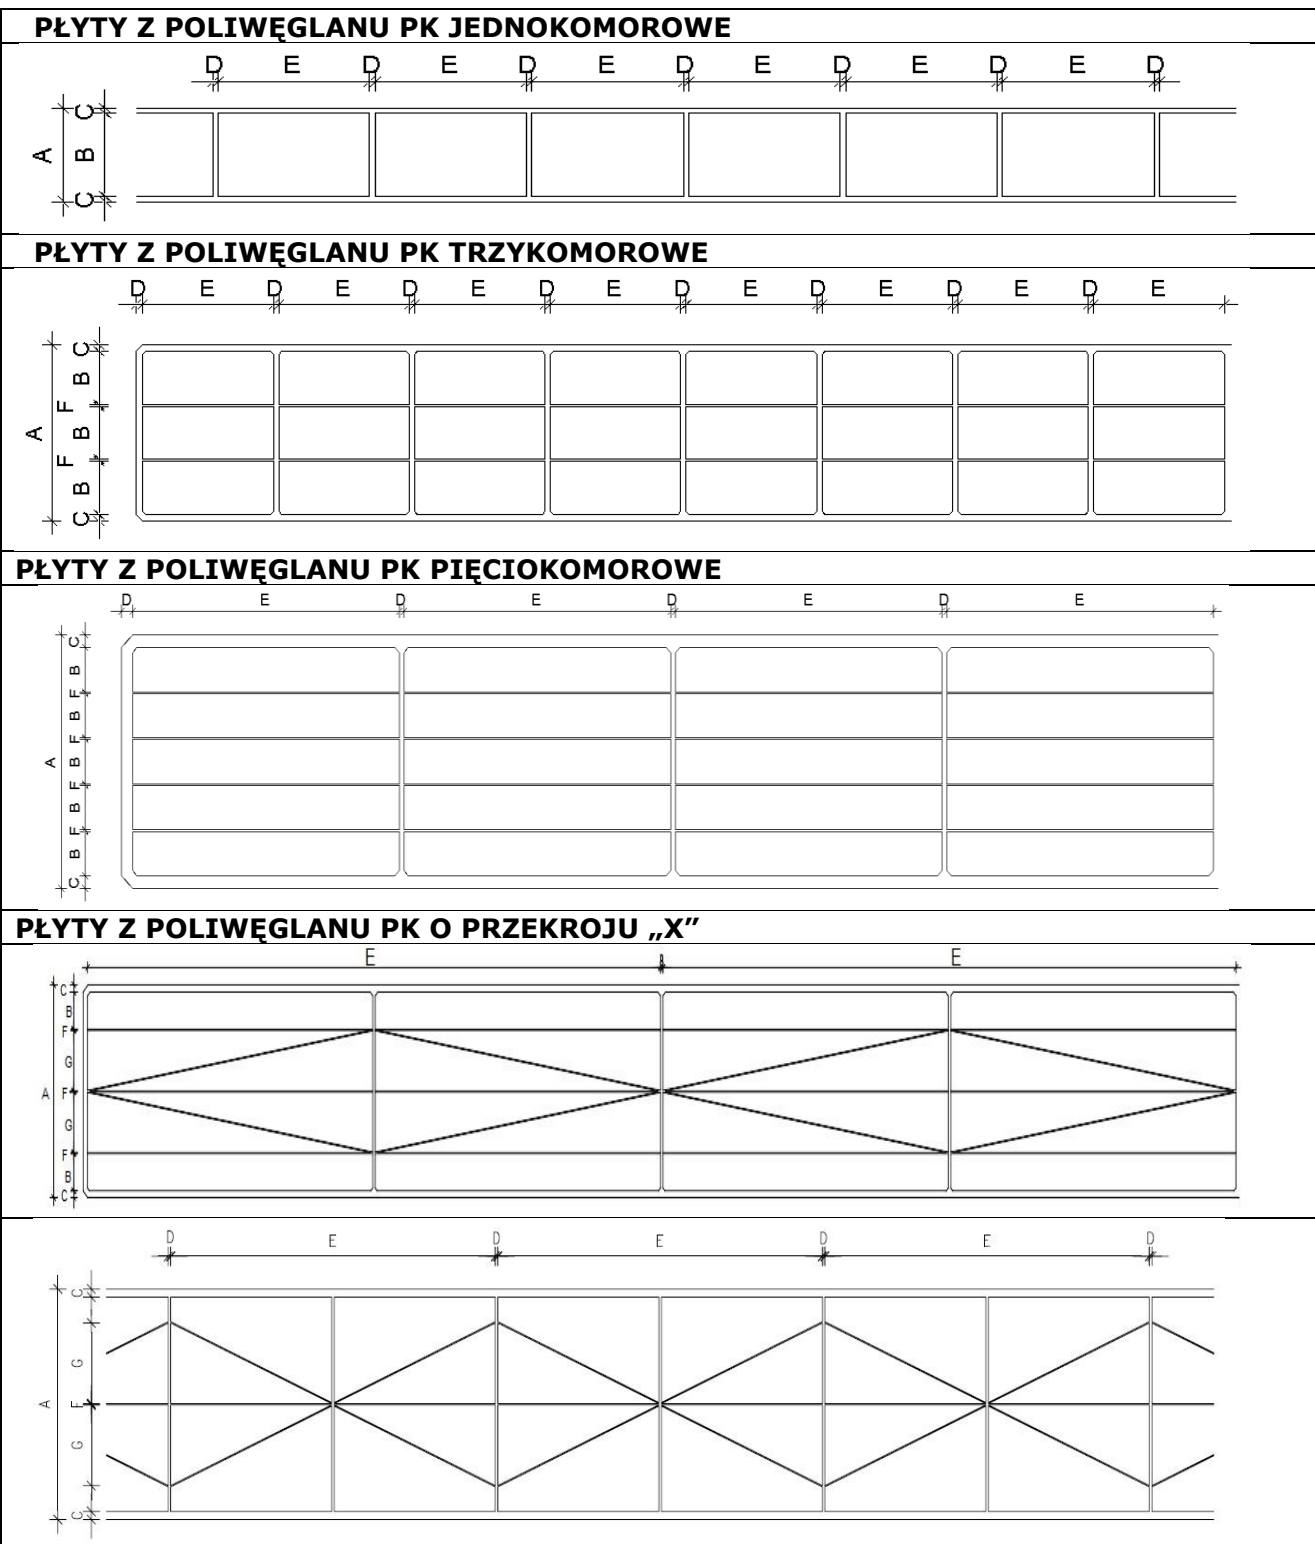 PŁYTY Z POLIWĘGLANU PK JEDNOKOMOROWE
D E D E D E D E D E D E D
C
A B
C
PŁYTY Z POLIWĘGLANU PK TRZYKOMOROWE
D E D E D E D E D E D E D E D E
C
B
F
A B
F
B
C
PŁYTY Z POLIWĘGLANU PK PIĘCIOKOMOROWE
D E D E D E D E
C
B
F
B
F
A B
F
B
F
B
C
PŁYTY Z POLIWĘGLANU PK O PRZEKROJU „X”
E E
C
B
F
G
A F
G
F
B
C
D E D E D E D
C
G
A F
G
C